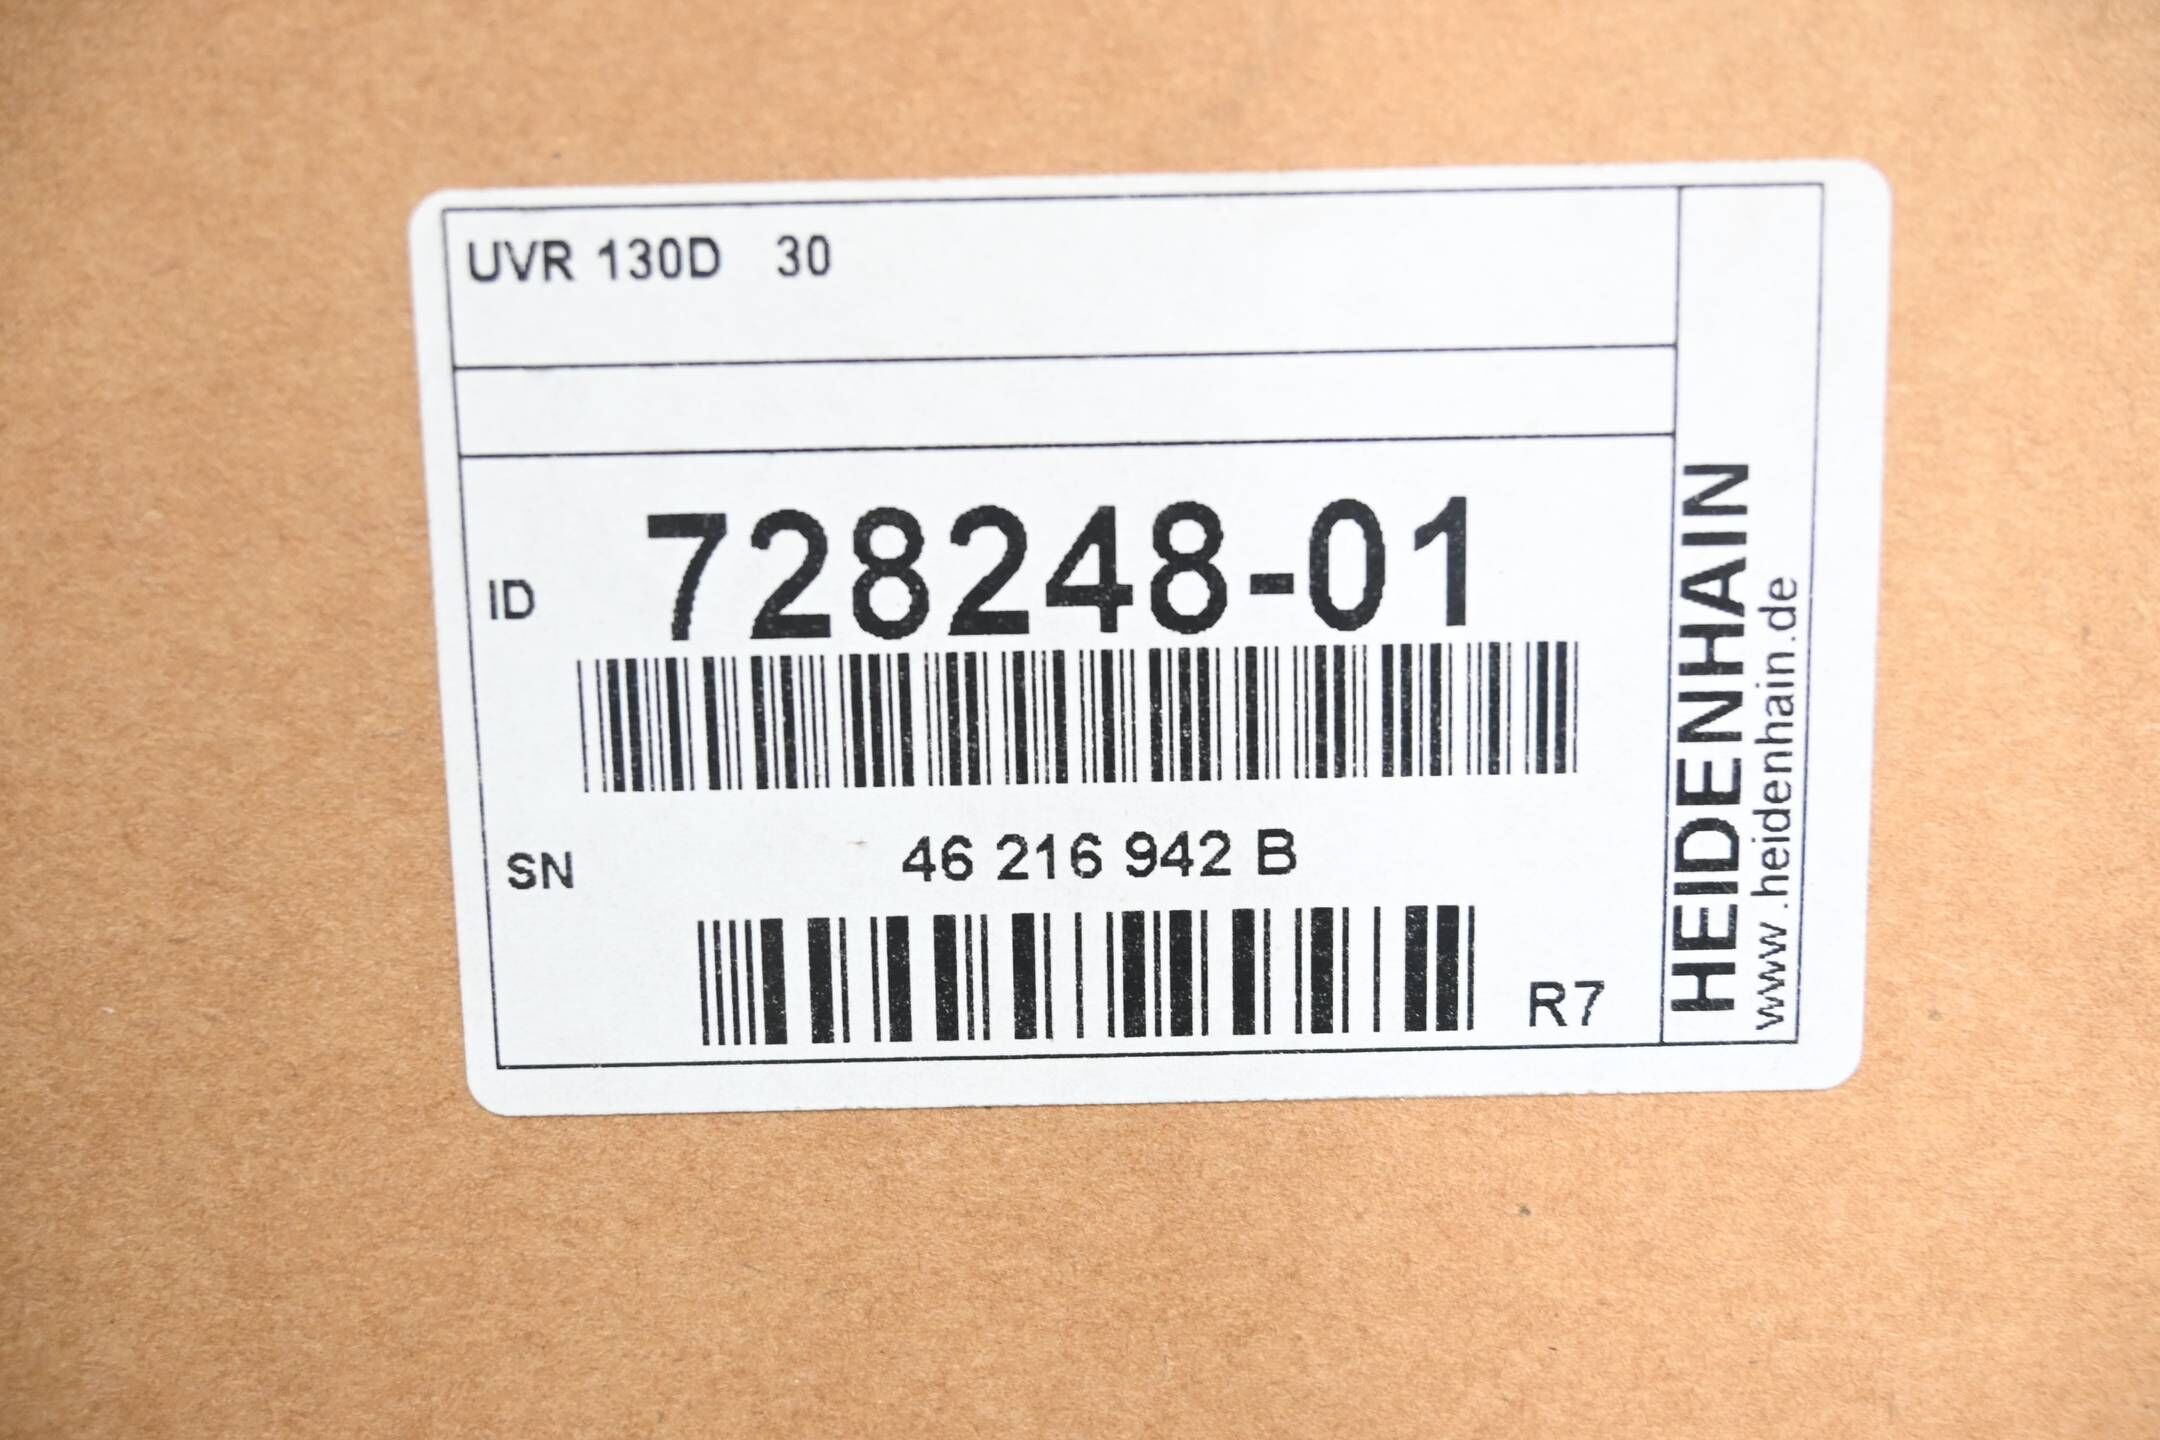 UVR 130D 30
ID 728248-01
SN 46 216 942 B
R7
HEIDENHAIN
www.heidenhain.de